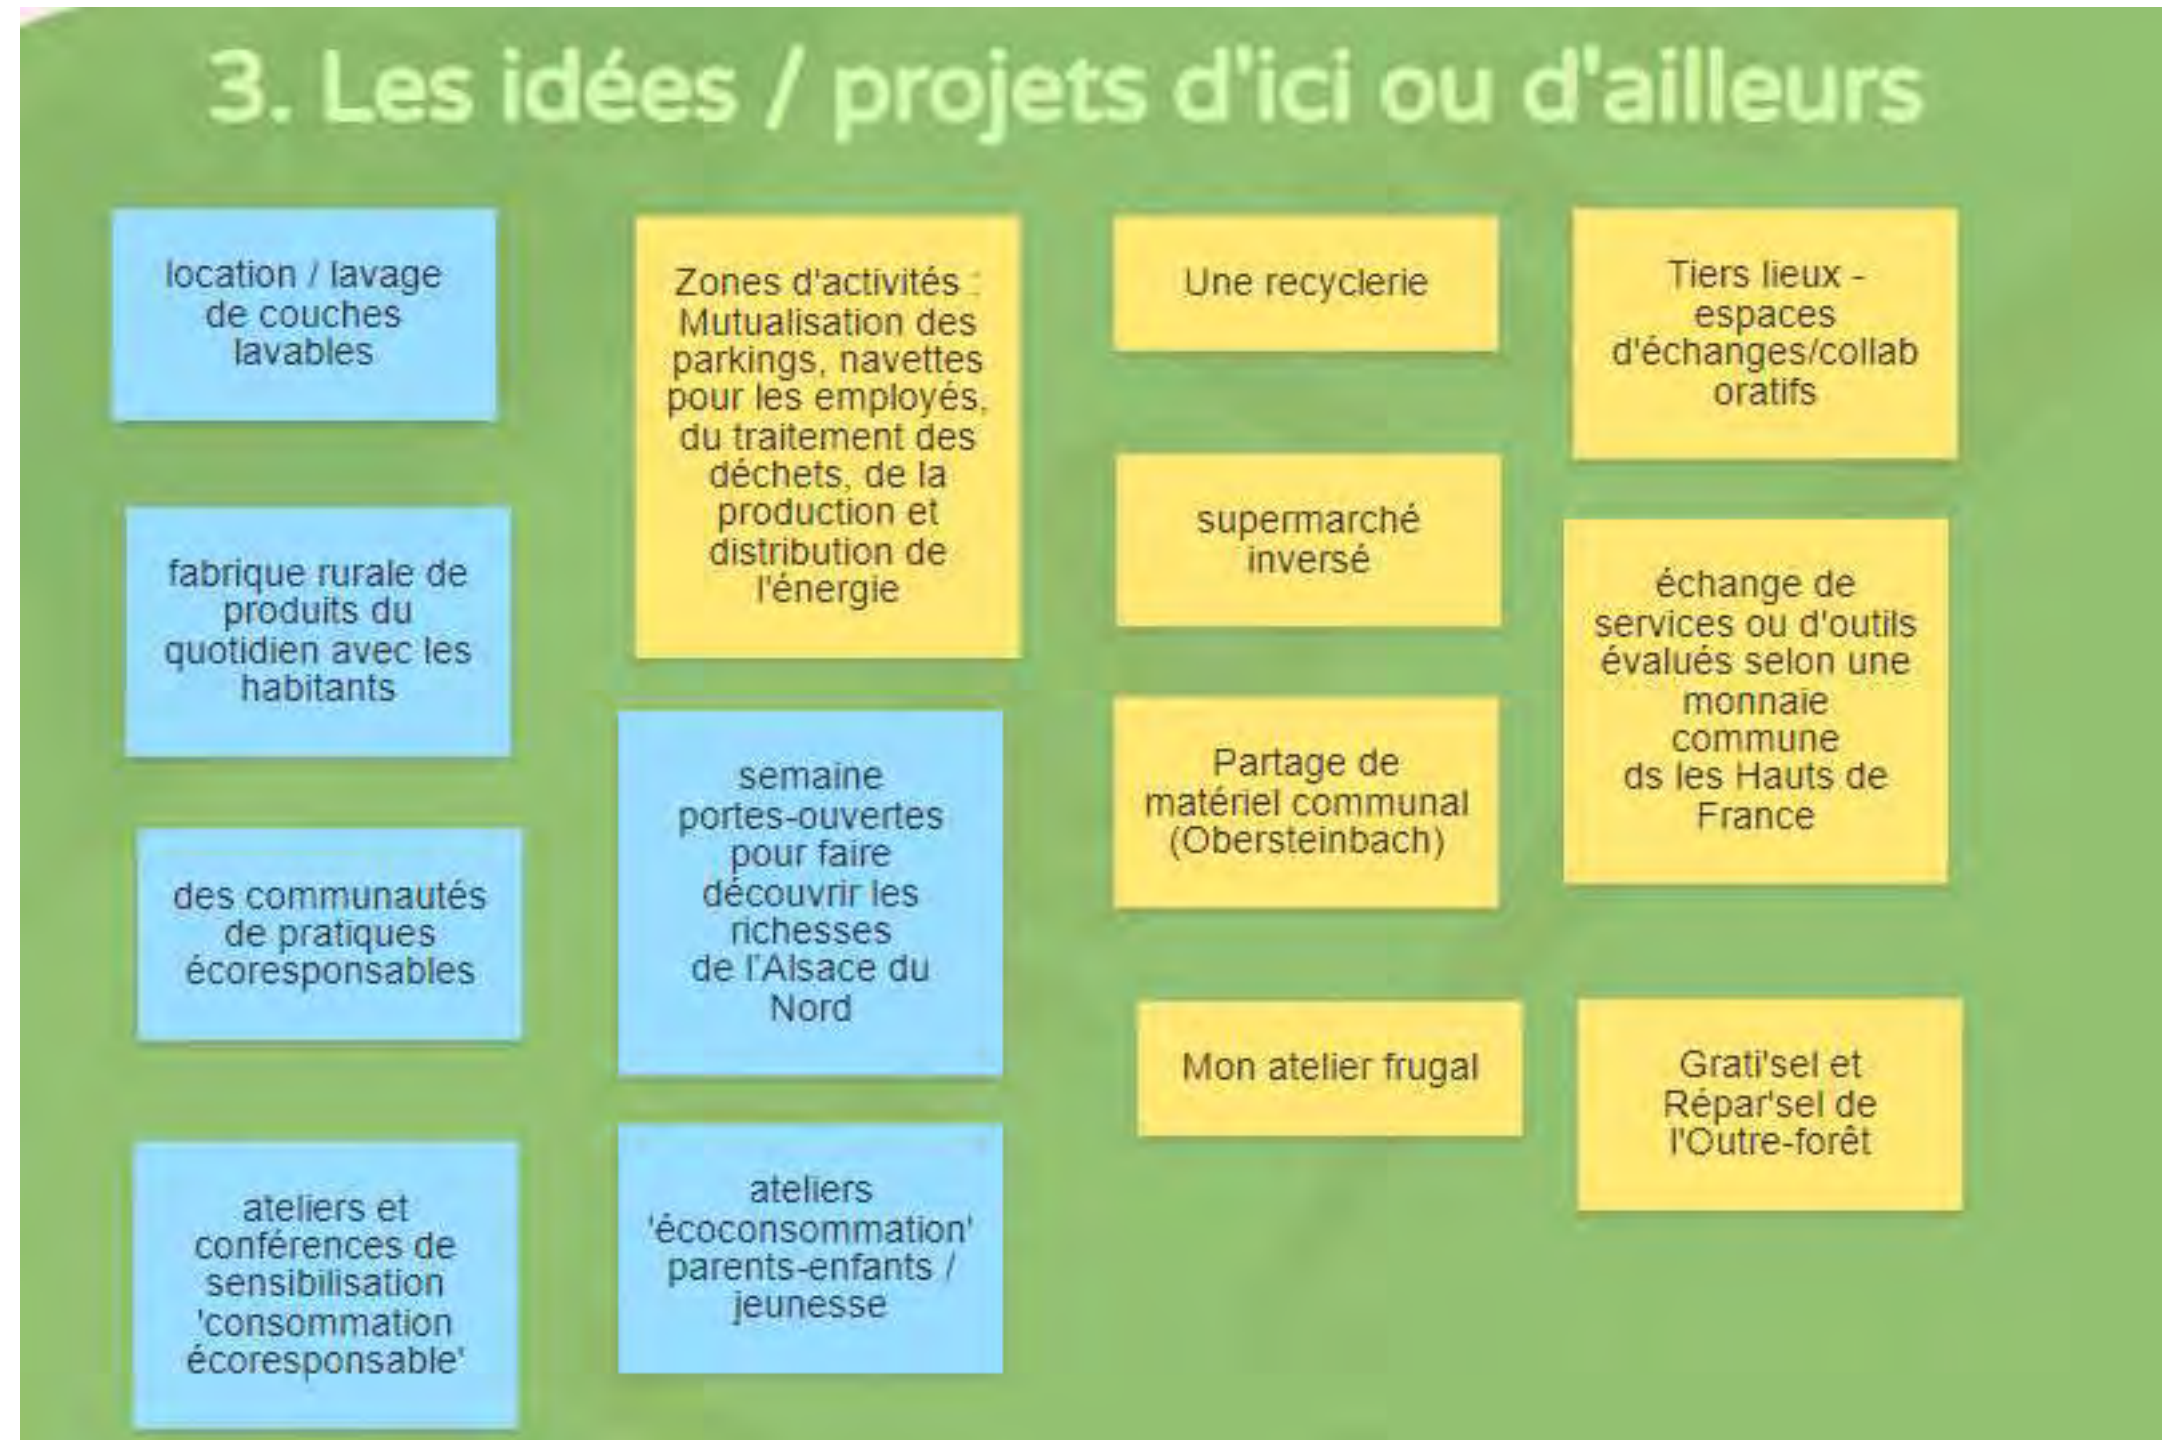 3. Les idées / projets d'ici ou d'ailleurs
location / lavage
de couches
lavables
fabrique rurale de
produits du
quotidien avec les
habitants
des communautés
de pratiques
écoresponsables
ateliers et
conférences de
sensibilisation
'consommation
écoresponsable'
Zones d'activités :
Mutualisation des
parkings, navettes
pour les employés,
du traitement des
déchets, de la
production et
distribution de
l'énergie
semaine
portes-ouvertes
pour faire
découvrir les
richesses
de l'Alsace du
Nord
ateliers
'écoconsommation'
parents-enfants /
jeunesse
Une recyclerie
supermarché
inversé
Partage de
matériel communal
(Obersteinbach)
Mon atelier frugal
Tiers lieux -
espaces
d'échanges/collab
oratifs
échange de
services ou d'outils
évalués selon une
monnaie
commune
ds les Hauts de
France
Grati'sel et
Répar'sel de
l'Outre-forêt